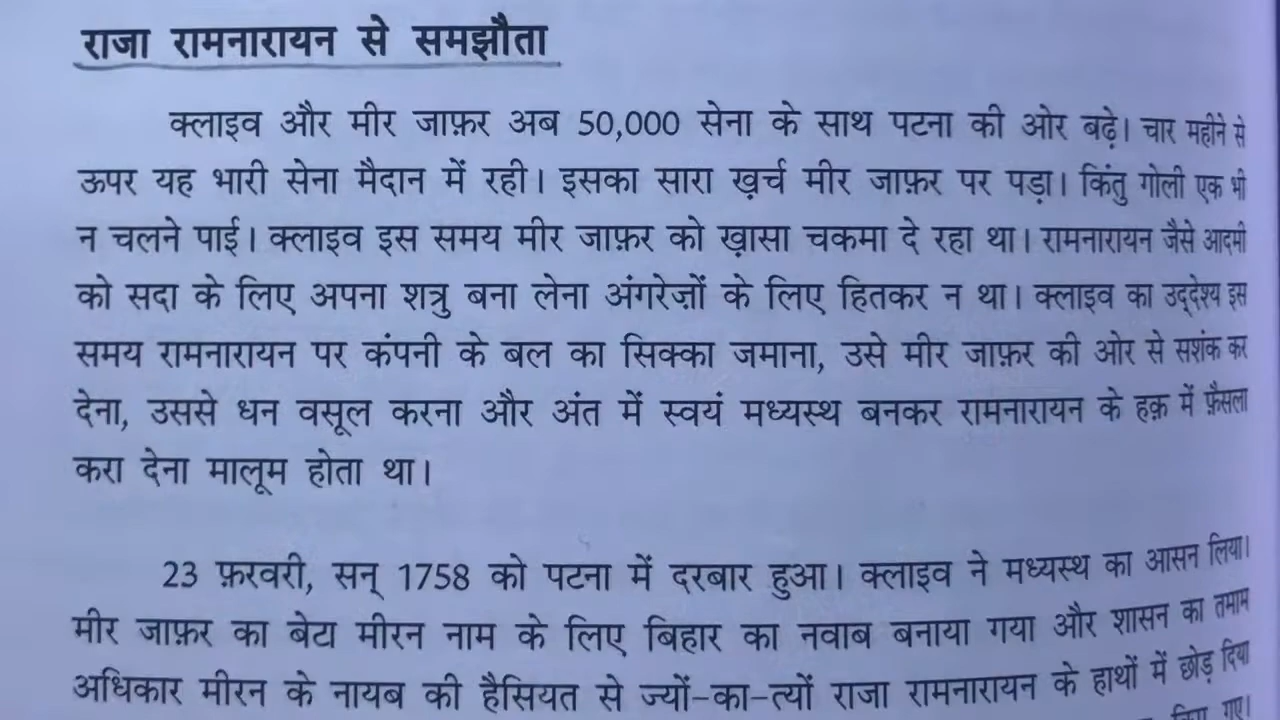 राजा रामनारायन से समझौता
क्लाइव और मीर जाफ़र अब 50,000 सेना के साथ पटना की ओर बढ़े। चार महीने से
ऊपर यह भारी सेना मैदान में रही। इसका सारा ख़र्च मीर जाफ़र पर पड़ा। किंतु गोली एक भी
न चलने पाई। क्लाइव इस समय मीर जाफ़र को ख़ासा चकमा दे रहा था। रामनारायन जैसे आदमी
को सदा के लिए अपना शत्रु बना लेना अंगरेज़ों के लिए हितकर न था। क्लाइव का उद्देश्य इस
समय रामनारायन पर कंपनी के बल का सिक्का जमाना, उसे मीर जाफ़र की ओर से सशंक कर
देना, उससे धन वसूल करना और अंत में स्वयं मध्यस्थ बनकर रामनारायन के हक़ में फ़ैसला
करा देना मालूम होता था।
23 फ़रवरी, सन् 1758 को पटना में दरबार हुआ। क्लाइव ने मध्यस्थ का आसन लिया।
मीर जाफ़र का बेटा मीरन नाम के लिए बिहार का नवाब बनाया गया और शासन का तमाम
अधिकार मीरन के नायब की हैसियत से ज्यों-का-त्यों राजा रामनारायन के हाथों में छोड़ दिया
गए।